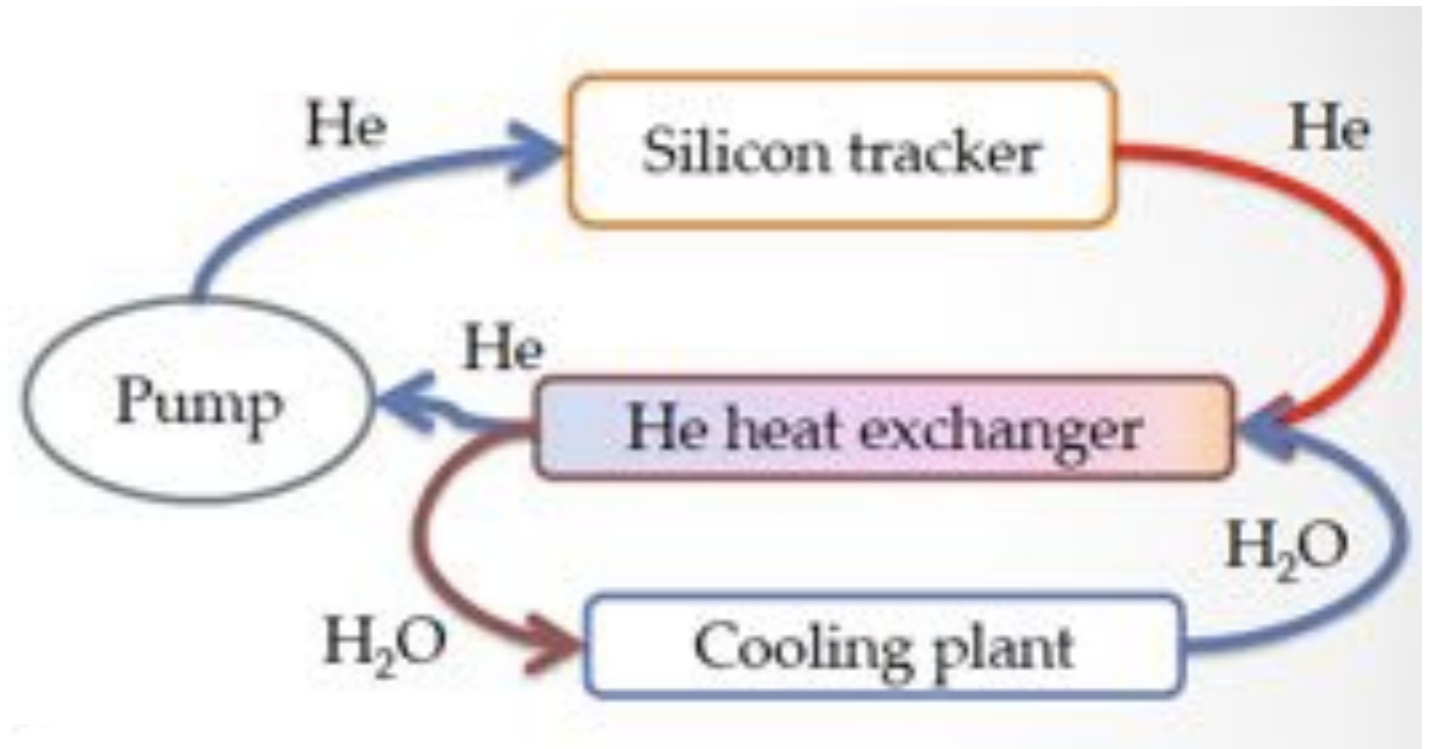 He
Silicon tracker
He
He
Pump
He heat exchanger
H₂O
H₂O
Cooling plant